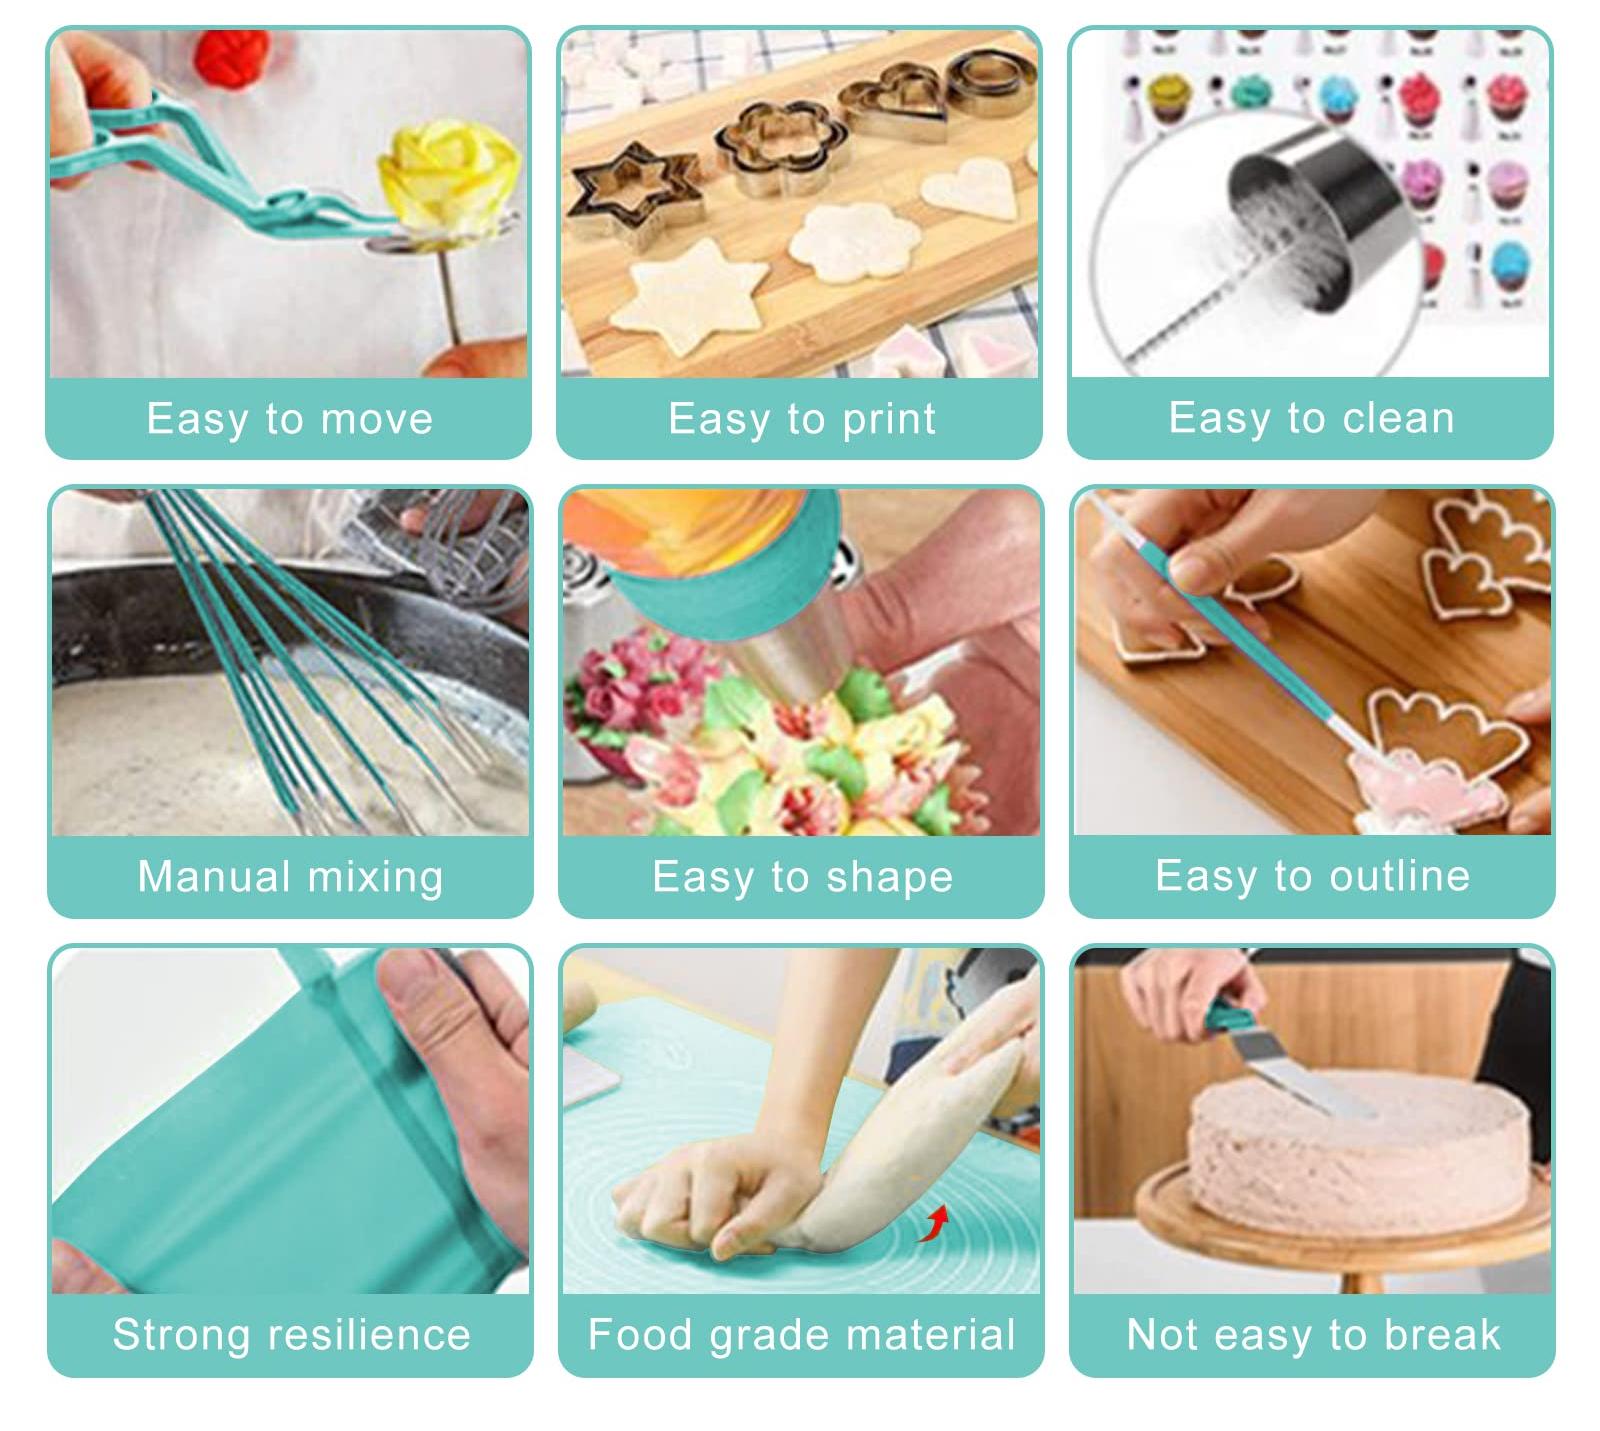 Easy to move
Easy to print
Easy to clean
Manual mixing
Easy to shape
Easy to outline
Strong resilience
Food grade material
Not easy to break